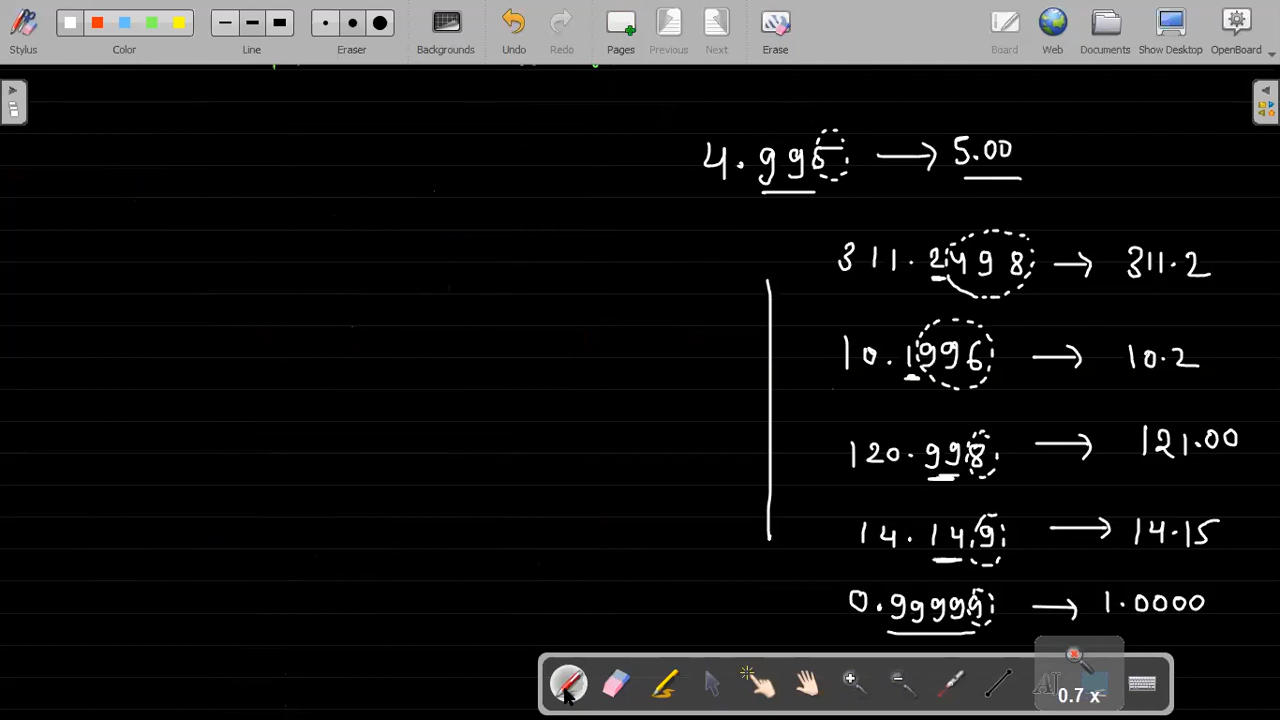 Stylus Color Line Eraser Backgrounds Undo Redo Pages Previous Next Erase Board Web Documents Show Desktop OpenBoard
4.995 → 5.00
311.2498 → 311.2
10.1996 → 10.2
120.998 → 121.00
14.149 → 14.15
0.99999 → 1.0000
0.7 x